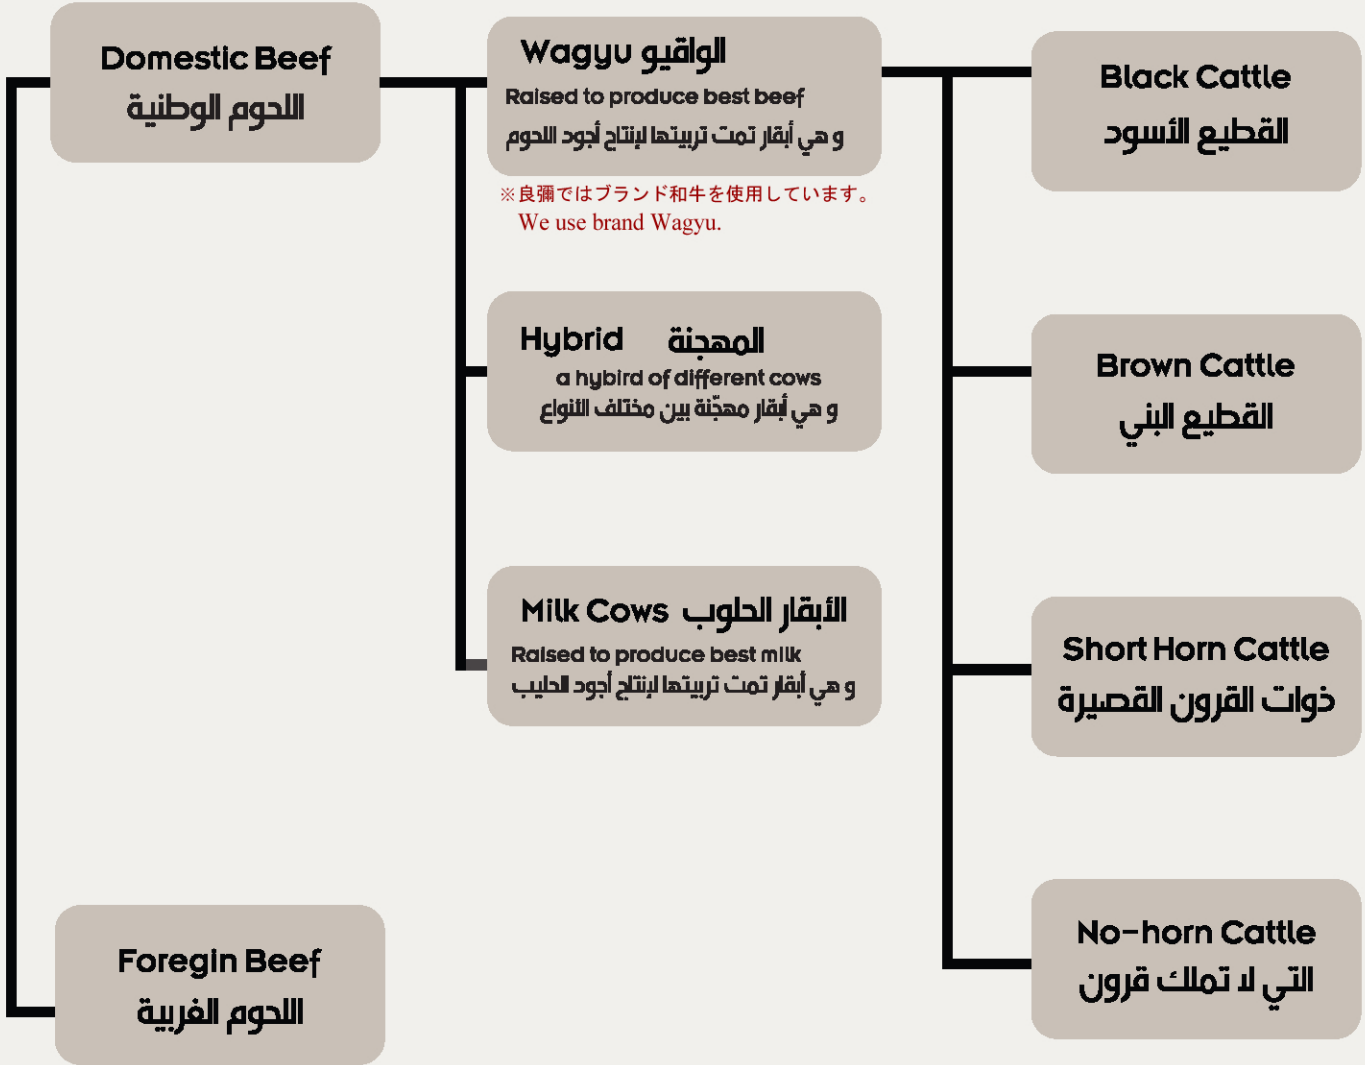 Domestic Beef
اللحوم الوطنية
Wagyu الواقيو
Raised to produce best beef
و هي أبقار تمت تربيتها لإنتاج أجود اللحوم
※良彌ではブランド和牛を使用しています。
We use brand Wagyu.
Hybrid المهجنة
a hybird of different cows
و هي أبقار مهجّنة بين مختلف الأنواع
Milk Cows الأبقار الحلوب
Raised to produce best milk
و هي أبقار تمت تربيتها لإنتاج أجود الحليب
Black Cattle
القطيع الأسود
Brown Cattle
القطيع البني
Short Horn Cattle
ذوات القرون القصيرة
No-horn Cattle
التي لا تملك قرون
Foregin Beef
اللحوم الغربية